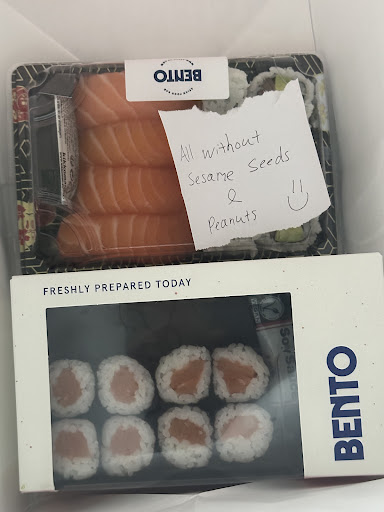 BENTO
All without
Sesame Seeds
&
Peanuts
FRESHLY PREPARED TODAY
BENTO